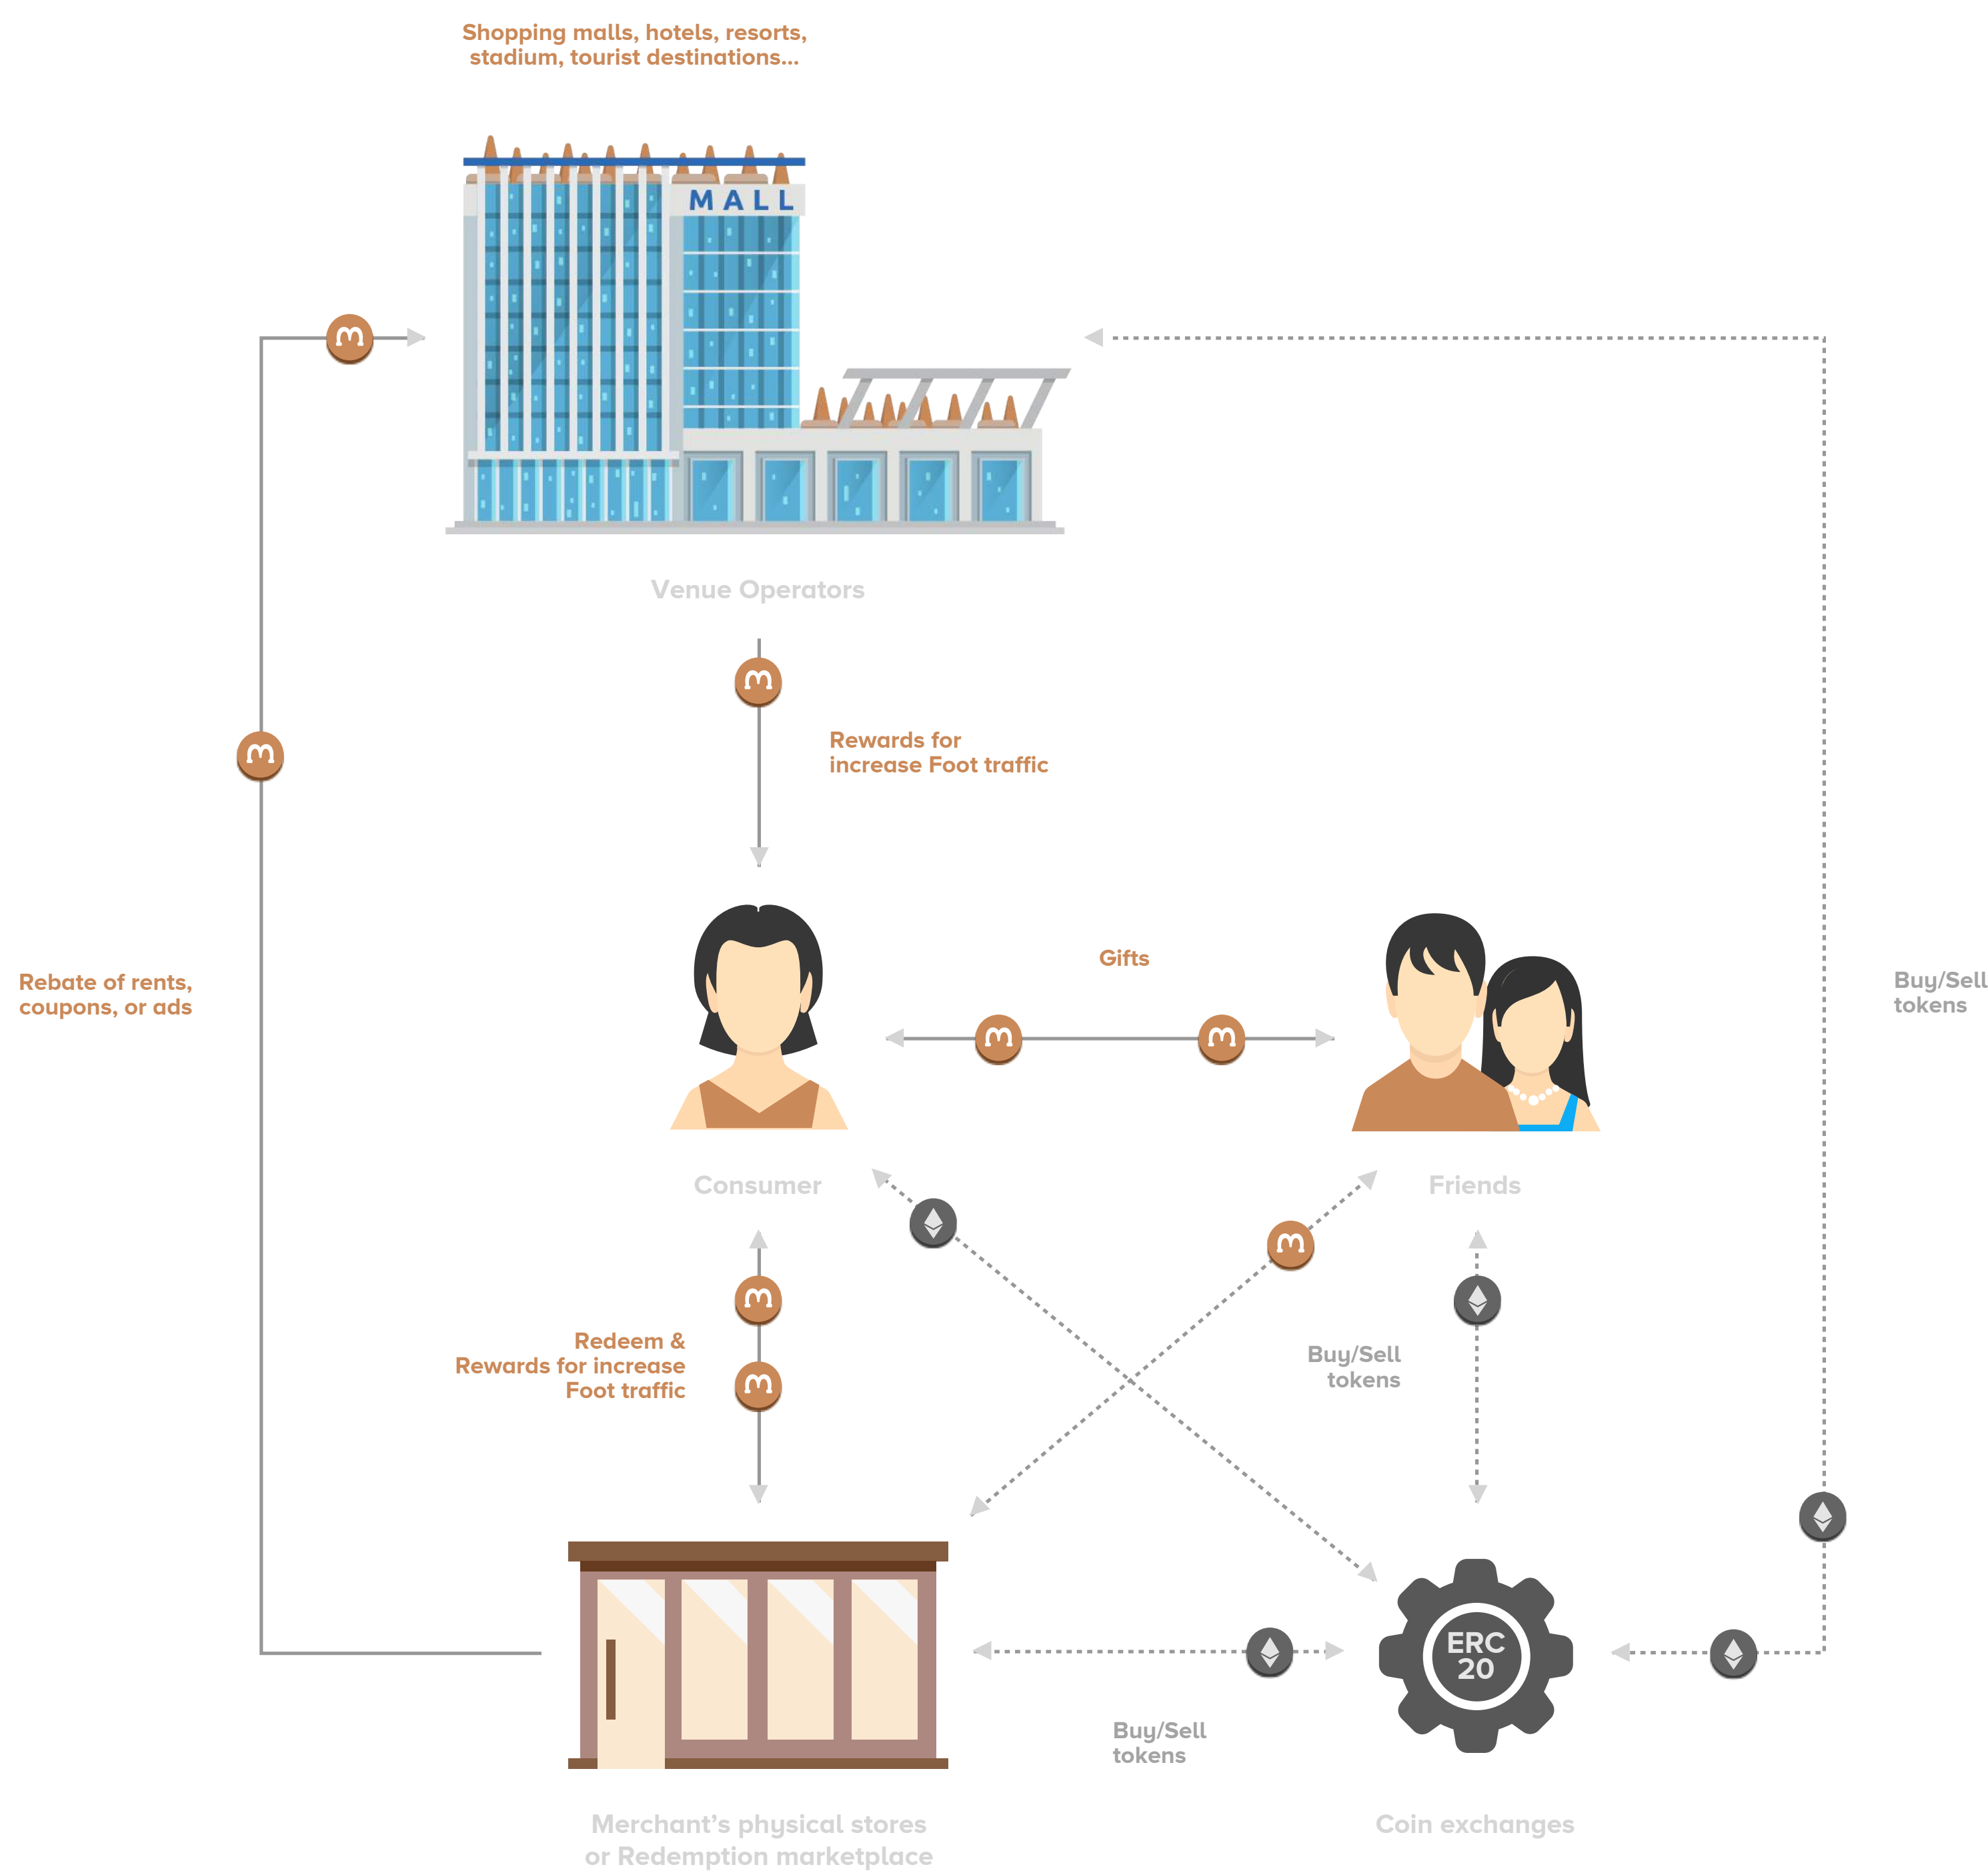 Shopping malls, hotels, resorts,
stadium, tourist destinations...
MALL
Venue Operators
Rewards for
increase Foot traffic
Rebate of rents,
coupons, or ads
Gifts
Buy/Sell
tokens
Consumer
Friends
Redeem &
Rewards for increase
Foot traffic
Buy/Sell
tokens
ERC
20
Buy/Sell
tokens
Merchant’s physical stores
or Redemption marketplace
Coin exchanges